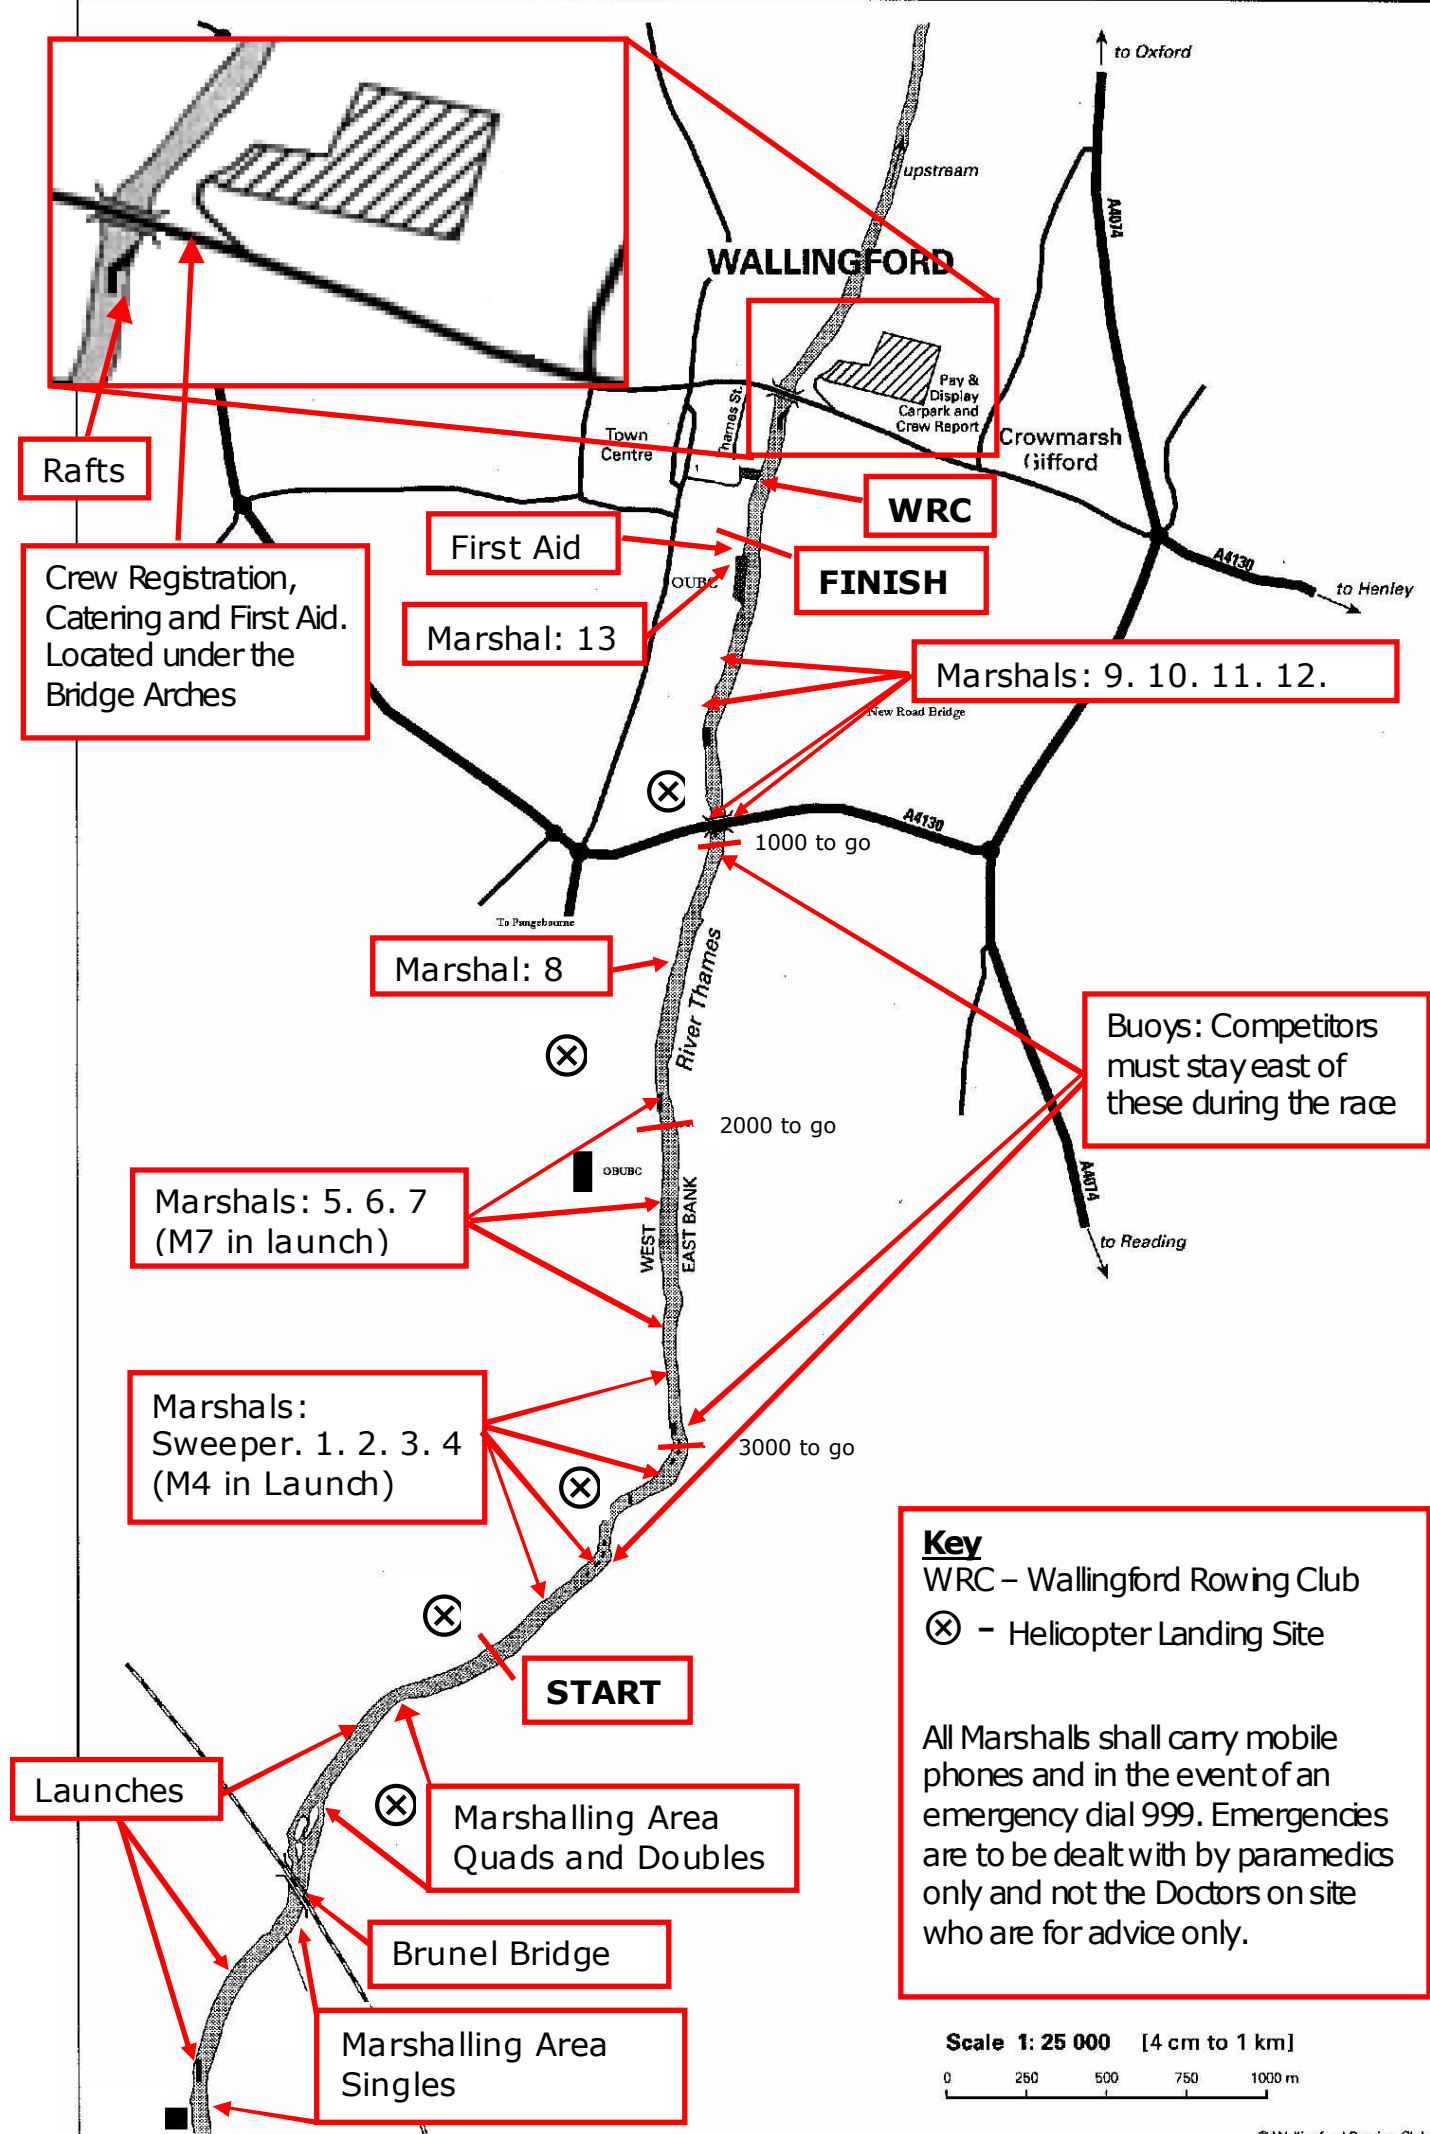 to Oxford
upstream
A4074
WALLINGFORD
Pay &
Display
Carpark and
Crew Report
Thames St.
Town
Centre
Crowmarsh
Gifford
Rafts
WRC
First Aid
FINISH
OUBC
A4130
to Henley
Crew Registration,
Catering and First Aid.
Located under the
Bridge Arches
Marshal: 13
Marshals: 9. 10. 11. 12.
New Road Bridge
A4130
1000 to go
To Pangebourne
Marshal: 8
River Thames
Buoys: Competitors
must stay east of
these during the race
2000 to go
OBUBC
Marshals: 5. 6. 7
(M7 in launch)
WEST
EAST BANK
A4074
to Reading
Marshals:
Sweeper. 1. 2. 3. 4
(M4 in Launch)
3000 to go
START
Launches
Marshalling Area
Quads and Doubles
Brunel Bridge
Marshalling Area
Singles
Key
WRC – Wallingford Rowing Club
⊗ - Helicopter Landing Site
All Marshalls shall carry mobile
phones and in the event of an
emergency dial 999. Emergencies
are to be dealt with by paramedics
only and not the Doctors on site
who are for advice only.
Scale 1: 25 000 [4 cm to 1 km]
0 250 500 750 1000 m